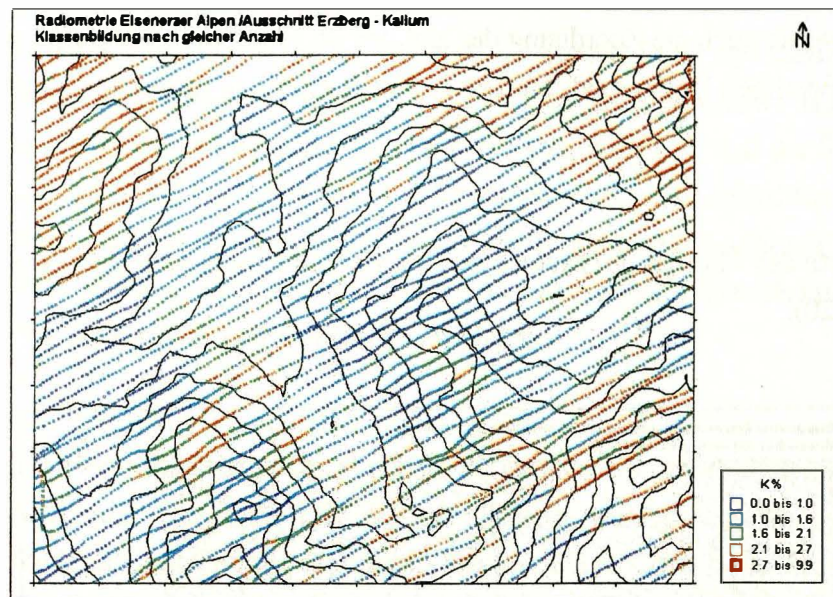 Radiometrie Eisenerzer Alpen /Ausschnitt Erzberg - Kalium
Klassenbildung nach gleicher Anzahl
N
K%
0.0 bis 1.0
1.0 bis 1.6
1.6 bis 2.1
2.1 bis 2.7
2.7 bis 9.9